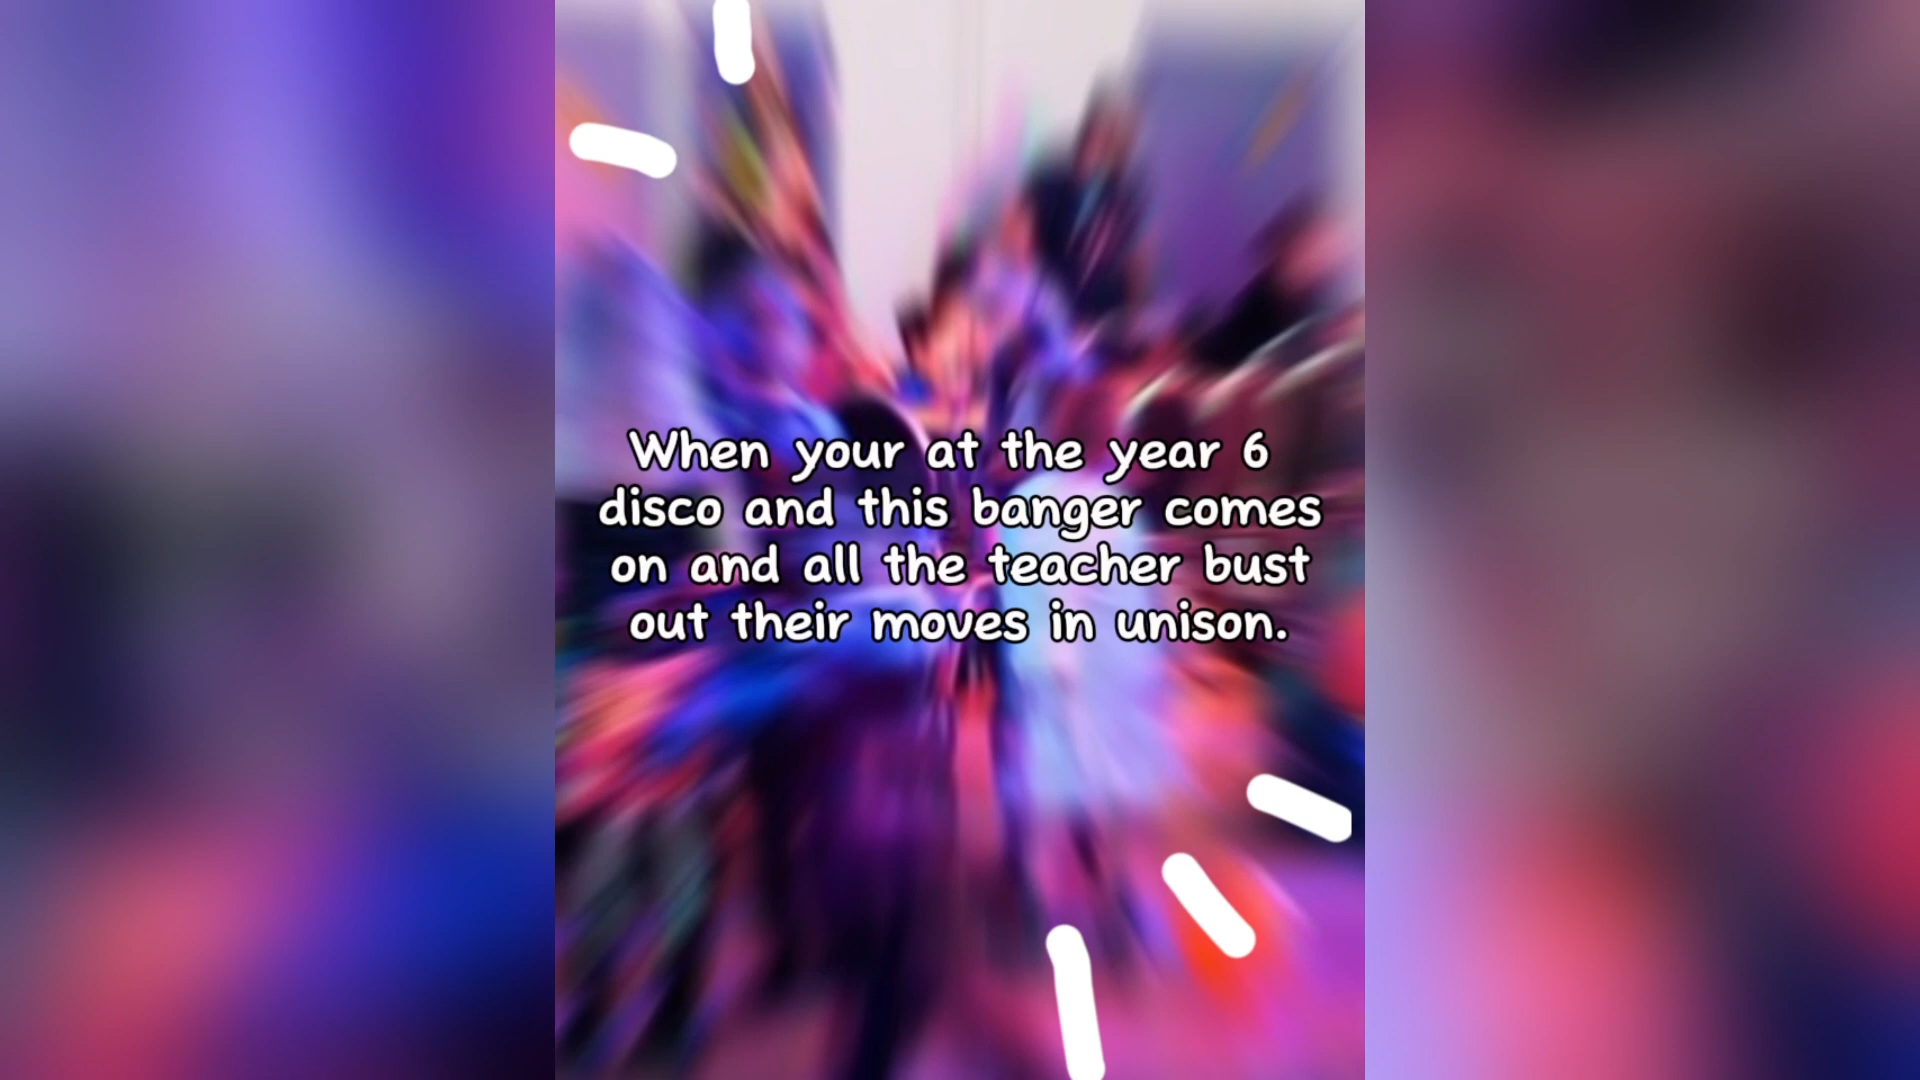 When your at the year 6
disco and this banger comes
on and all the teacher bust
out their moves in unison.